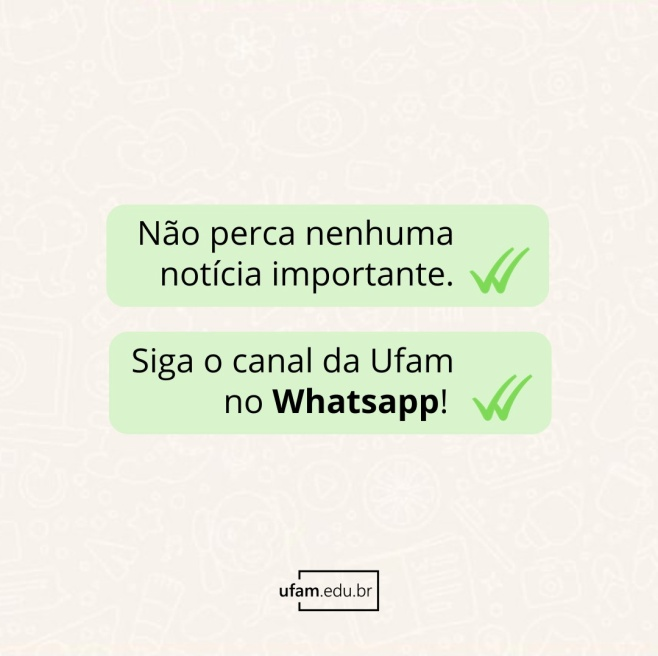 Não perca nenhuma
notícia importante.
Siga o canal da Ufam
no Whatsapp!
ufam.edu.br